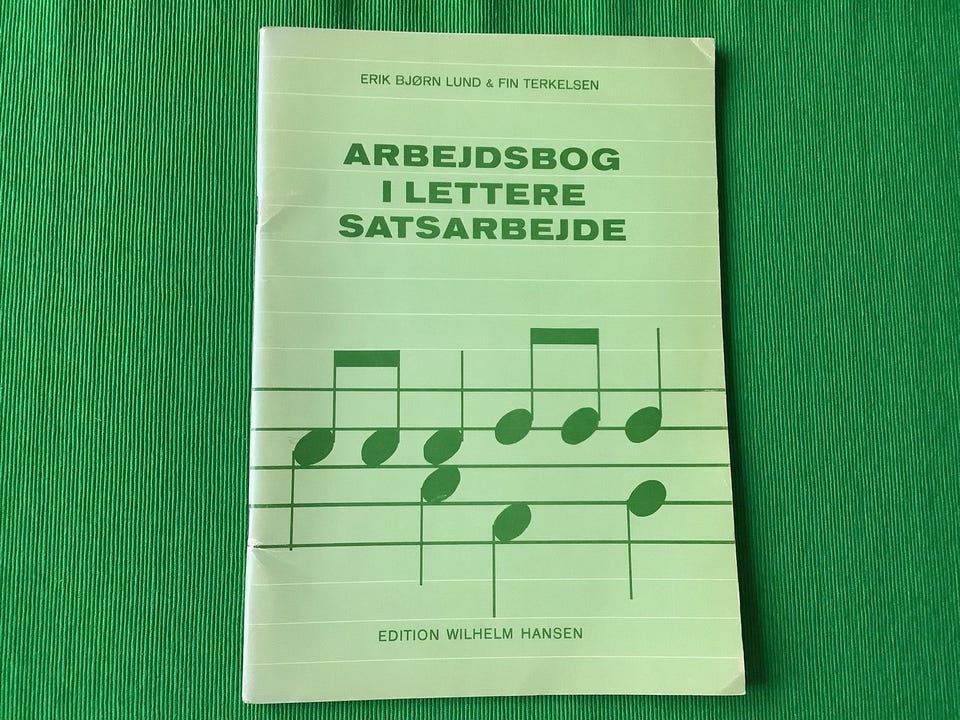 ERIK BJØRN LUND & FIN TERKELSEN
ARBEJDSBOG
I LETTERE
SATSARBEJDE
EDITION WILHELM HANSEN